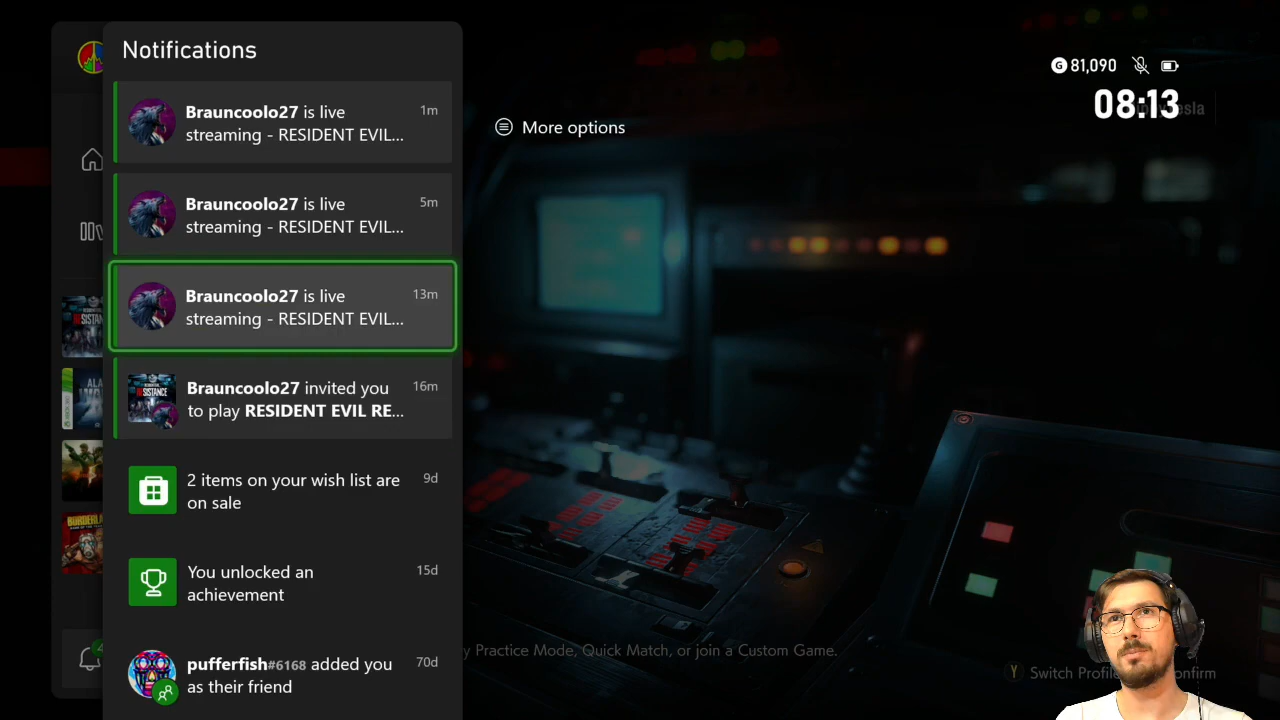 Notifications
Brauncoolo27 is live
streaming - RESIDENT EVIL...
1m
Brauncoolo27 is live
streaming - RESIDENT EVIL...
5m
Brauncoolo27 is live
streaming - RESIDENT EVIL...
13m
Brauncoolo27 invited you
to play RESIDENT EVIL RE...
16m
2 items on your wish list are
on sale
9d
You unlocked an
achievement
15d
pufferfish#6168 added you
as their friend
70d
More options
G 81,090
08:13
Practice Mode, Quick Match, or join a Custom Game.
Y Switch Profile